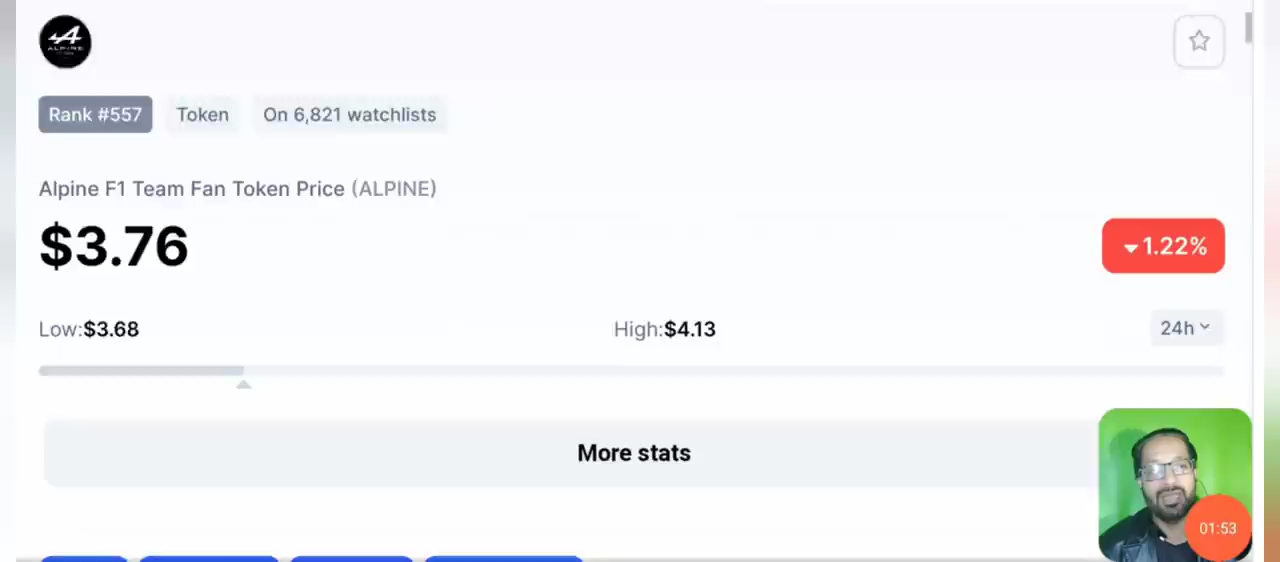 ALPINE
Rank #557 Token On 6,821 watchlists
Alpine F1 Team Fan Token Price (ALPINE)
$3.76
1.22%
Low:$3.68 High:$4.13 24h
More stats
01:53